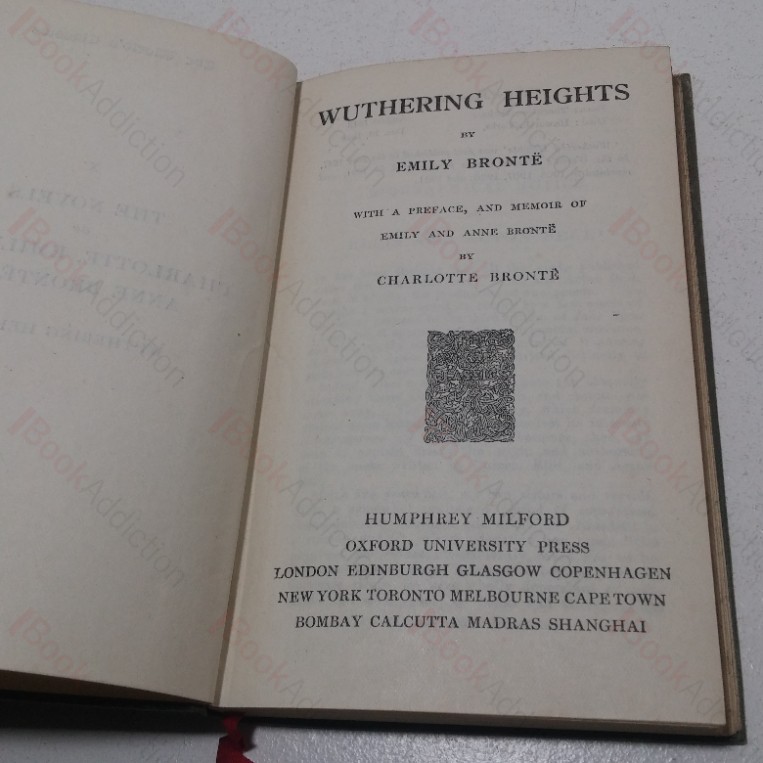 WUTHERING HEIGHTS
BY
EMILY BRONTË
WITH A PREFACE, AND MEMOIR OF
EMILY AND ANNE BRONTË
BY
CHARLOTTE BRONTË
HUMPHREY MILFORD
OXFORD UNIVERSITY PRESS
LONDON EDINBURGH GLASGOW COPENHAGEN
NEW YORK TORONTO MELBOURNE CAPE TOWN
BOMBAY CALCUTTA MADRAS SHANGHAI
BookAddiction